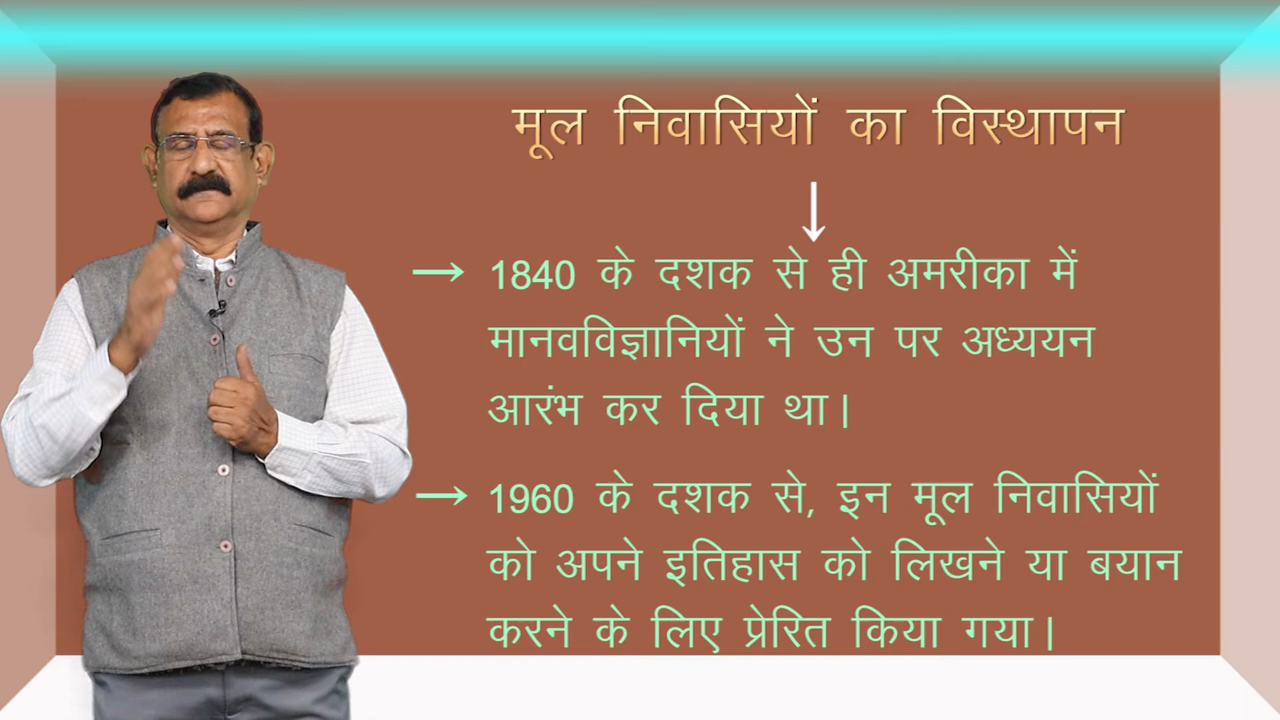 मूल निवासियों का विस्थापन
↓
→ 1840 के दशक से ही अमरीका में
मानवविज्ञानियों ने उन पर अध्ययन
आरंभ कर दिया था।
→ 1960 के दशक से, इन मूल निवासियों
को अपने इतिहास को लिखने या बयान
करने के लिए प्रेरित किया गया।